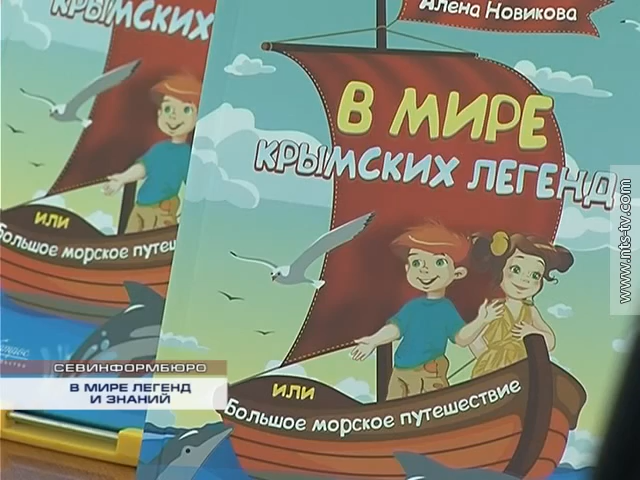 КРЫМСКИХ
ИЛИ
Большое морское путеш
Алена Новикова
В МИРЕ
КРЫМСКИХ ЛЕГЕНД
ИЛИ
Большое морское путешествие
www.nts-tv.com
СЕВИНФОРМБЮРО
В МИРЕ ЛЕГЕНД
И ЗНАНИЙ